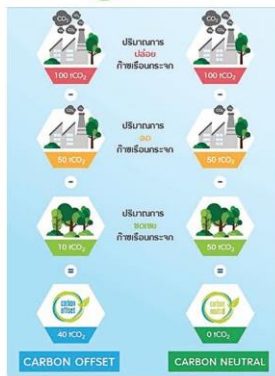 CO₂
CO₂
ปริมาณการ
ปล่อย
ก๊าซเรือนกระจก
100 tCO₂
100 tCO₂
-
-
ปริมาณการ
ลด
ก๊าซเรือนกระจก
50 tCO₂
50 tCO₂
-
-
ปริมาณการ
ชดเชย
ก๊าซเรือนกระจก
10 tCO₂
50 tCO₂
=
=
carbon
offset
carbon
neutral
40 tCO₂
0 tCO₂
CARBON OFFSET
CARBON NEUTRAL